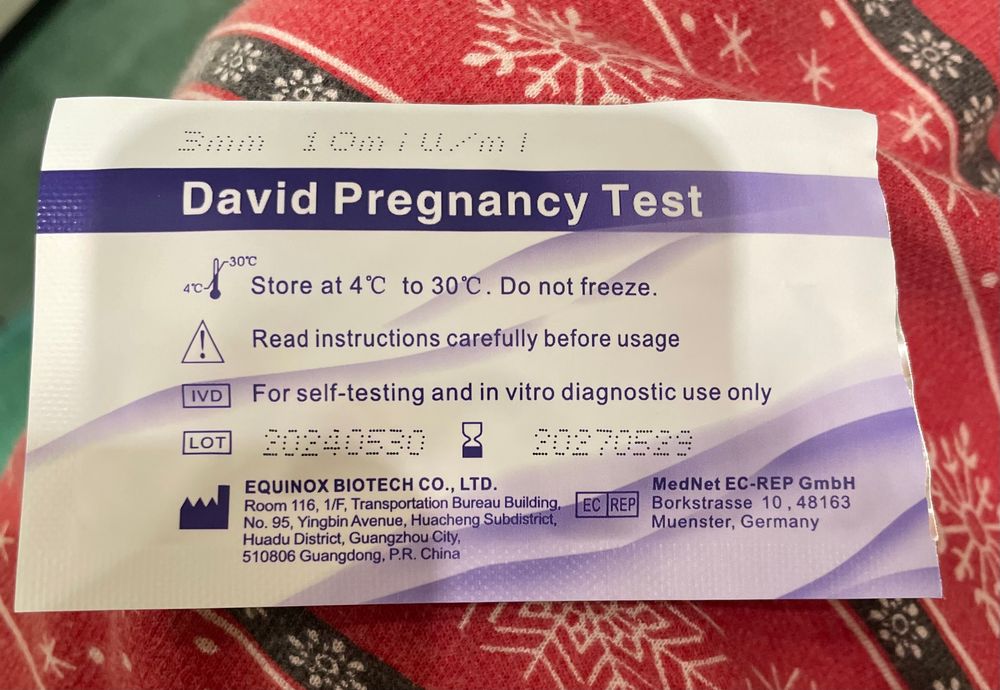 3mm 10miU/ml
David Pregnancy Test
30℃
4℃
Store at 4℃ to 30℃. Do not freeze.
Read instructions carefully before usage
IVD For self-testing and in vitro diagnostic use only
LOT 20240530 20270529
EQUINOX BIOTECH CO., LTD.
Room 116, 1/F, Transportation Bureau Building,
No. 95, Yingbin Avenue, Huacheng Subdistrict,
Huadu District, Guangzhou City,
510806 Guangdong, P.R. China
EC REP
MedNet EC-REP GmbH
Borkstrasse 10, 48163
Muenster, Germany